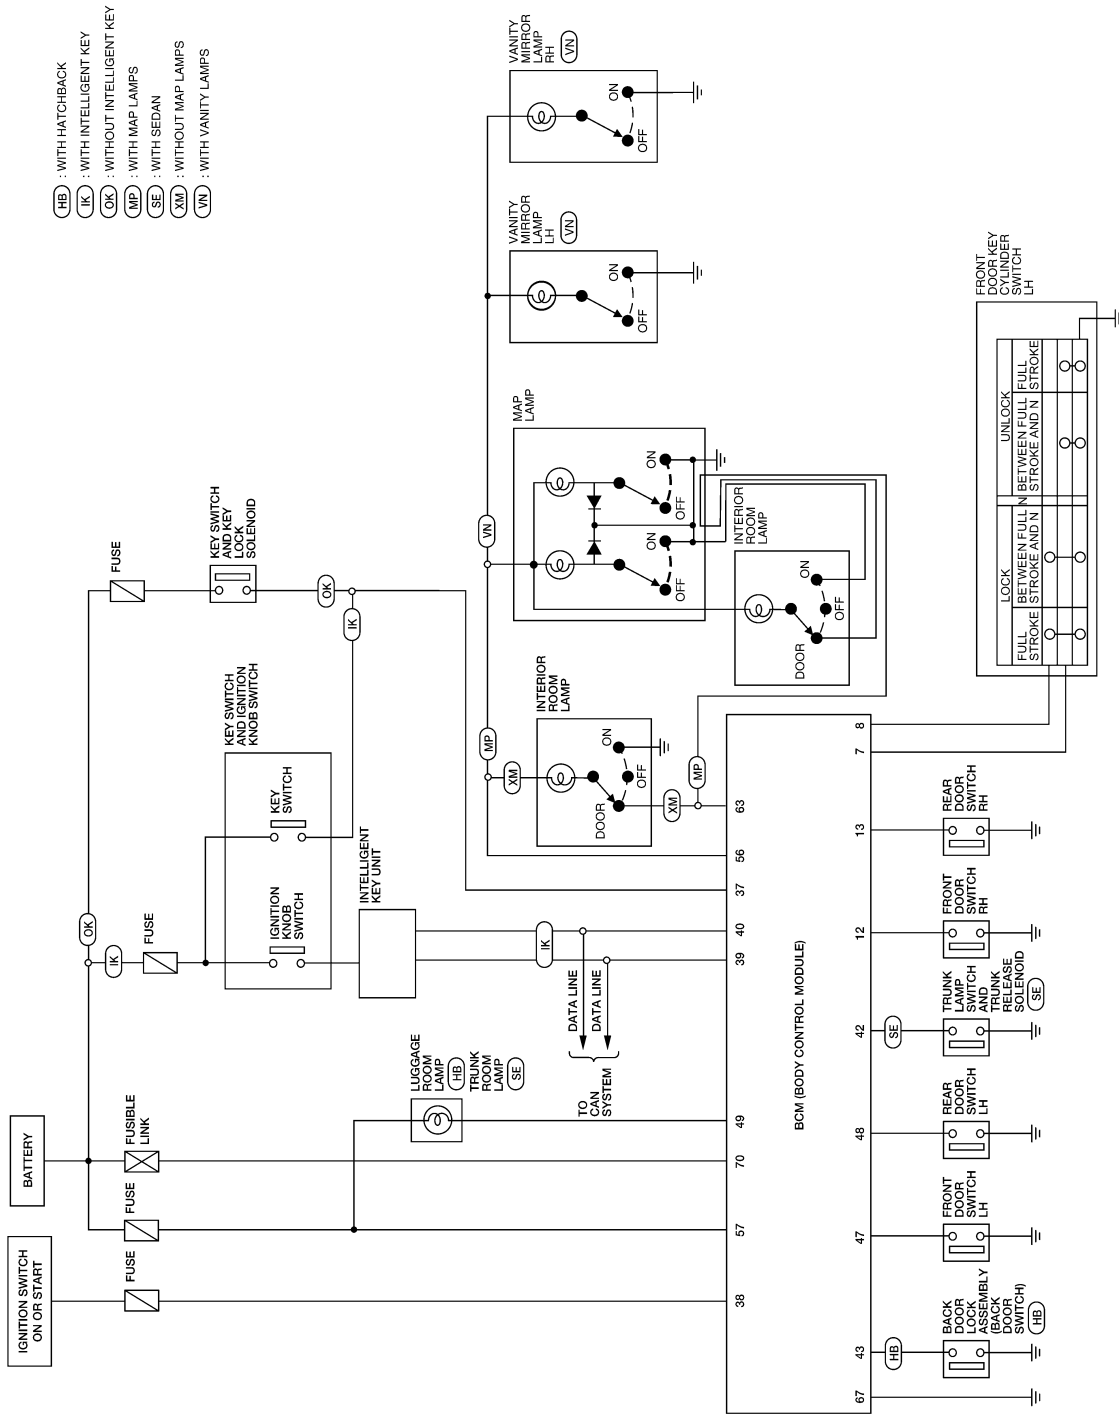 IGNITION SWITCH
ON OR START
BATTERY
FUSE
FUSE
FUSIBLE
LINK
OK
IK
FUSE
FUSE
KEY SWITCH
AND IGNITION
KNOB SWITCH
IGNITION
KNOB
SWITCH
KEY
SWITCH
KEY SWITCH
AND KEY
LOCK
SOLENOID
OK
IK
HB : WITH HATCHBACK
IK : WITH INTELLIGENT KEY
OK : WITHOUT INTELLIGENT KEY
MP : WITH MAP LAMPS
SE : WITH SEDAN
XM : WITHOUT MAP LAMPS
VN : WITH VANITY LAMPS
INTELLIGENT
KEY UNIT
LUGGAGE
ROOM
LAMP
HB
TRUNK
ROOM
LAMP
SE
IK
DATA LINE
DATA LINE
TO
CAN
SYSTEM
MP
XM
INTERIOR
ROOM
LAMP
DOOR
OFF
ON
XM
MP
VN
MAP
LAMP
OFF
ON
OFF
ON
INTERIOR
ROOM
LAMP
DOOR
OFF
ON
VANITY
MIRROR
LAMP
LH
VN
OFF
ON
VANITY
MIRROR
LAMP
RH
VN
OFF
ON
38
57
70
49
39
40
37
56
63
BCM (BODY CONTROL MODULE)
67
43
47
48
42
12
13
7
8
HB
SE
BACK
DOOR
LOCK
ASSEMBLY
(BACK
DOOR
SWITCH)
HB
FRONT
DOOR
SWITCH
LH
REAR
DOOR
SWITCH
LH
TRUNK
LAMP
SWITCH
AND
TRUNK
RELEASE
SOLENOID
SE
FRONT
DOOR
SWITCH
RH
REAR
DOOR
SWITCH
RH
FRONT
DOOR KEY
CYLINDER
SWITCH
LH
LOCK
N
UNLOCK
FULL
STROKE
BETWEEN FULL
STROKE AND N
BETWEEN FULL
STROKE AND N
FULL
STROKE